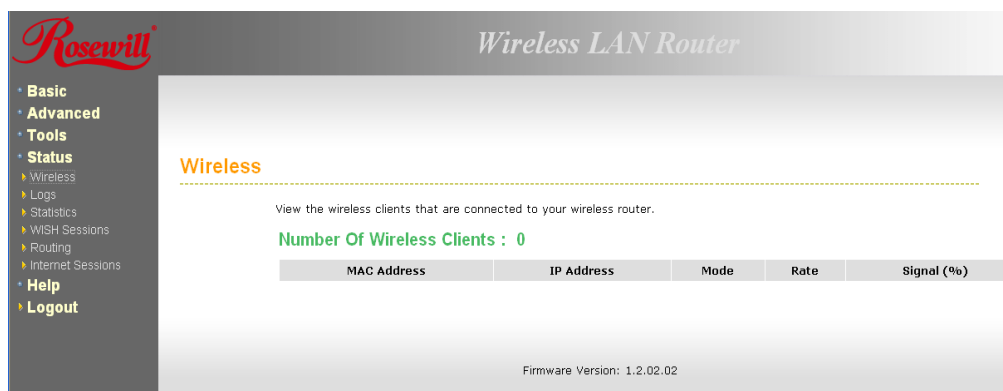 Rosewill
Wireless LAN Router
Basic
Advanced
Tools
Status
Wireless
Logs
Statistics
WISH Sessions
Routing
Internet Sessions
Help
Logout
Wireless
View the wireless clients that are connected to your wireless router.
Number Of Wireless Clients : 0
MAC Address IP Address Mode Rate Signal (%)
Firmware Version: 1.2.02.02